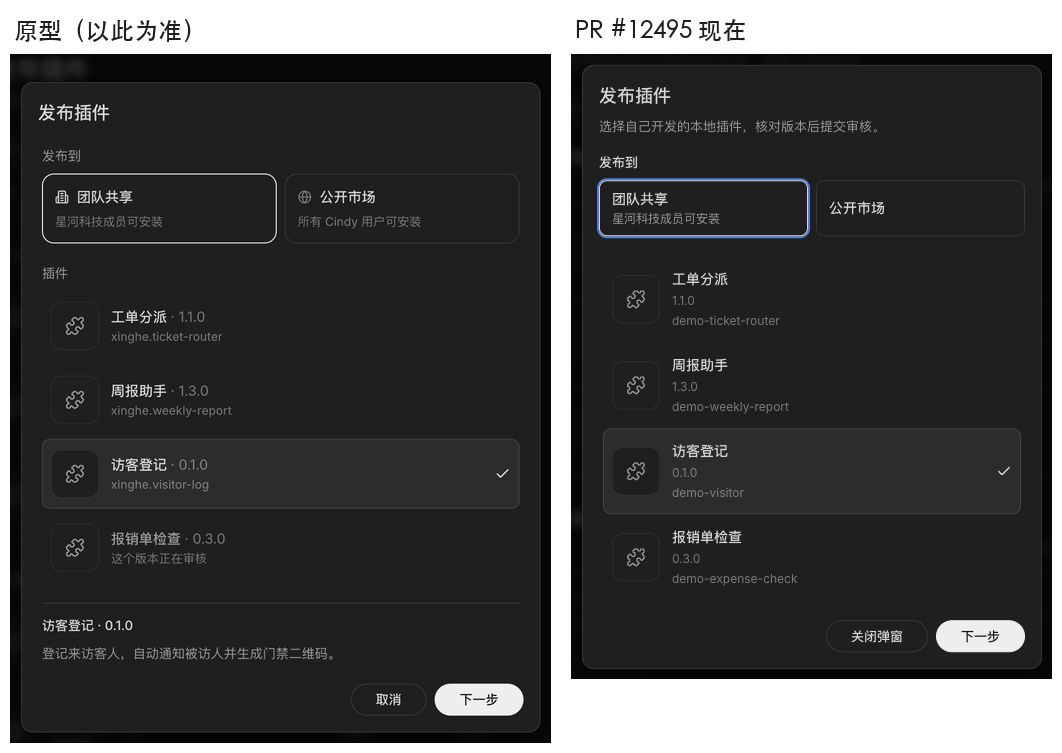 原型（以此为准）
发布插件
发布到
团队共享
星河科技成员可安装
公开市场
所有 Cindy 用户可安装
插件
工单分派 · 1.1.0
xinghe.ticket-router
周报助手 · 1.3.0
xinghe.weekly-report
访客登记 · 0.1.0
xinghe.visitor-log
报销单检查 · 0.3.0
这个版本正在审核
访客登记 · 0.1.0
登记来访客人，自动通知被访人并生成门禁二维码。
取消
下一步
PR #12495 现在
发布插件
选择自己开发的本地插件，核对版本后提交审核。
发布到
团队共享
星河科技成员可安装
公开市场
工单分派
1.1.0
demo-ticket-router
周报助手
1.3.0
demo-weekly-report
访客登记
0.1.0
demo-visitor
报销单检查
0.3.0
demo-expense-check
关闭弹窗
下一步